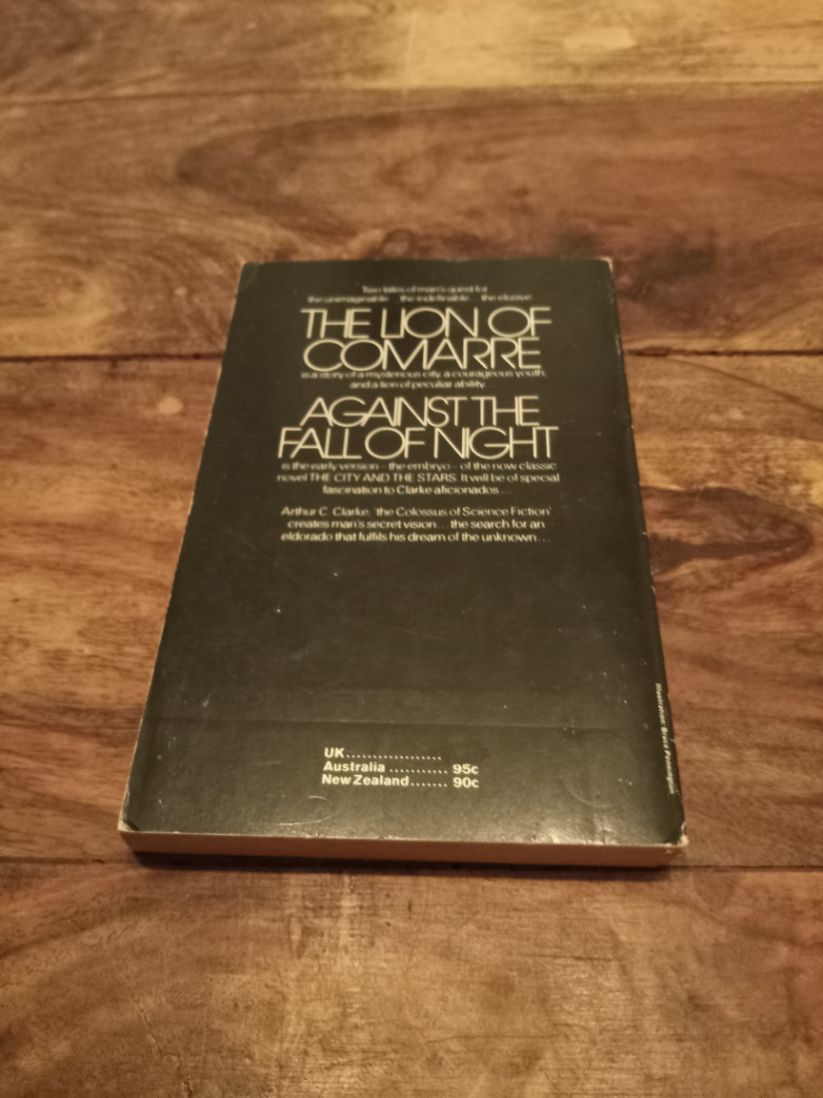 Two tales of man's quest for
the unimaginable... the indefinable... the elusive...
THE LION OF
COMARRE
is a story of a mysterious city, a courageous youth,
and a lion of peculiar ability...
AGAINST THE
FALL OF NIGHT
is the early version – the embryo – of the now classic
novel THE CITY AND THE STARS. It will be of special
fascination to Clarke aficionados...
Arthur C. Clarke, 'the Colossus of Science Fiction'
creates man's secret vision... the search for an
eldorado that fulfils his dream of the unknown...
UK..................
Australia ........... 95c
New Zealand....... 90c
Illustration: Bruce Pennington